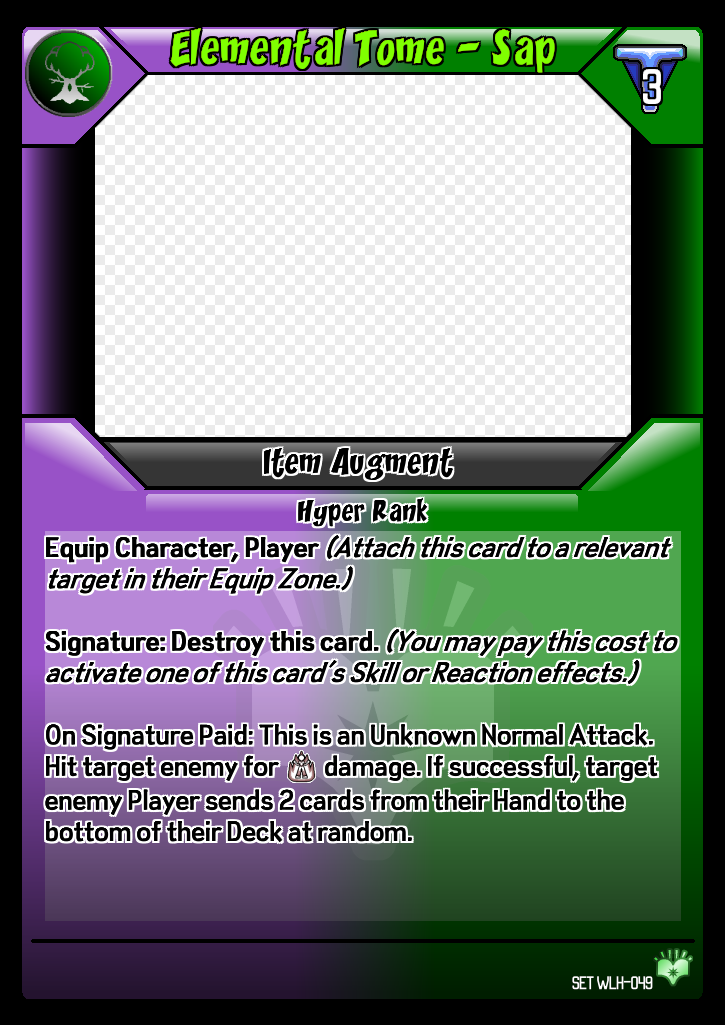 Elemental Tome - Sap
3
Item Augment
Hyper Rank
Equip Character, Player (Attach this card to a relevant
target in their Equip Zone.)
Signature: Destroy this card. (You may pay this cost to
activate one of this card's Skill or Reaction effects.)
On Signature Paid: This is an Unknown Normal Attack.
Hit target enemy for damage. If successful, target
enemy Player sends 2 cards from their Hand to the
bottom of their Deck at random.
SET WLH-049